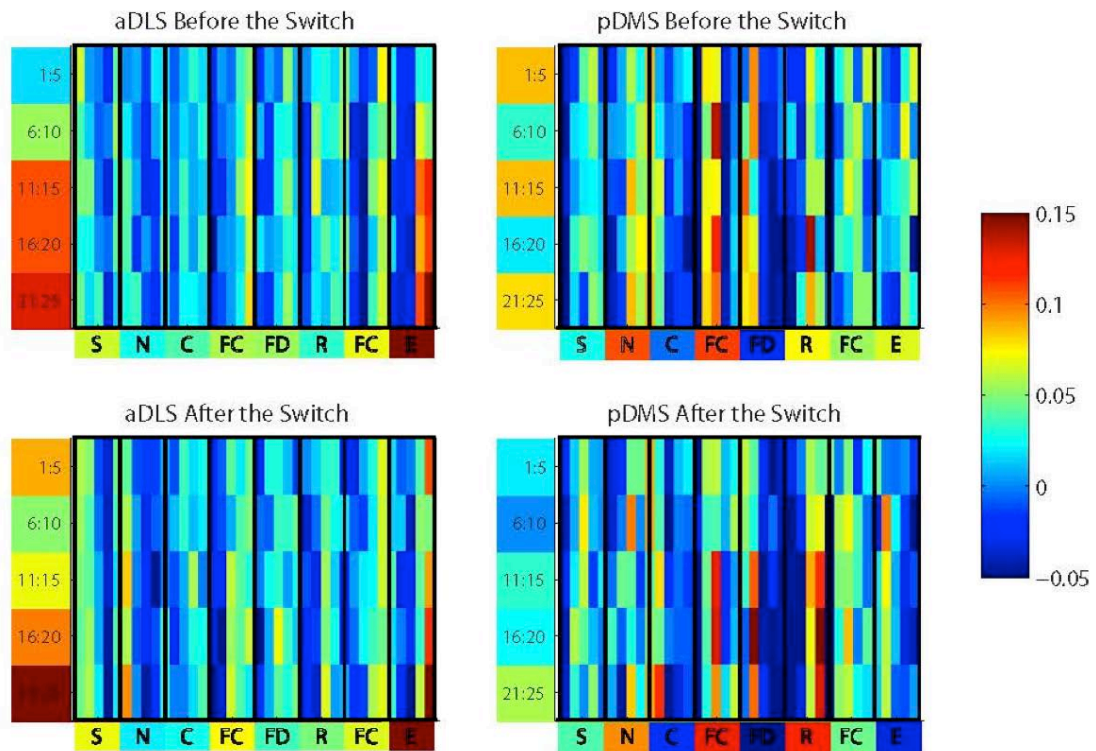 aDLS Before the Switch
1:5
6:10
11:15
16:20
S N C FC FD R FC E
pDMS Before the Switch
1:5
6:10
11:15
16:20
21:25
S N C FC FD R FC E
aDLS After the Switch
1:5
6:10
11:15
16:20
S N C FC FD R FC E
pDMS After the Switch
1:5
6:10
11:15
16:20
21:25
S N C FC FD R FC E
0.15
0.1
0.05
0
−0.05